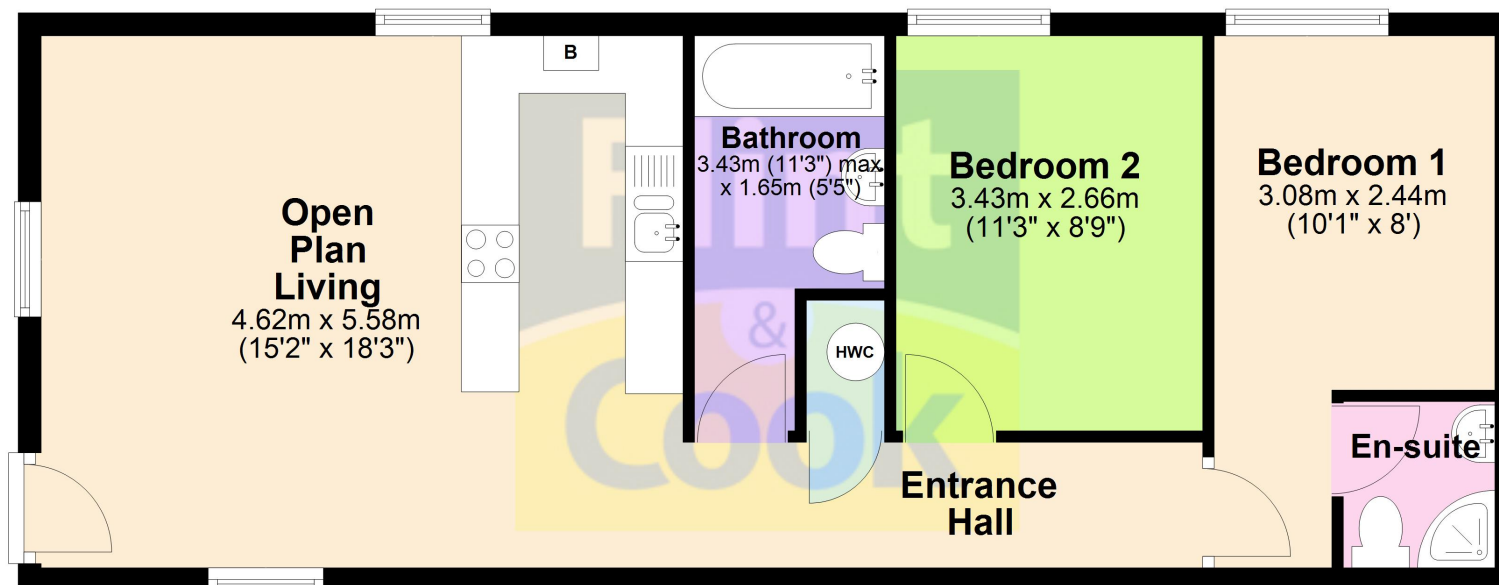 B
Bathroom
3.43m (11'3") max
x 1.65m (5'5")
Bedroom 2
3.43m x 2.66m
(11'3" x 8'9")
Bedroom 1
3.08m x 2.44m
(10'1" x 8')
Open
Plan
Living
4.62m x 5.58m
(15'2" x 18'3")
Flint
&
Cook
HWC
En-suite
Entrance
Hall